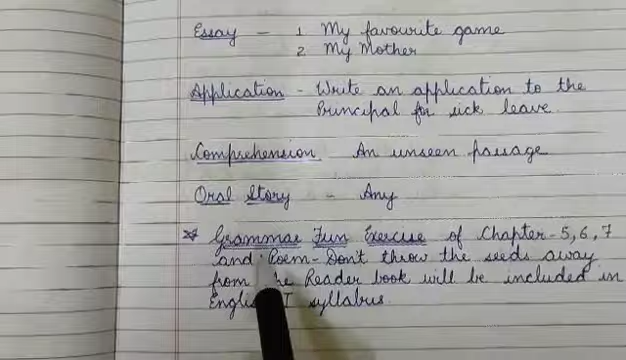 Essay - 1 My favourite game
2 My Mother
Application - Write an application to the
Principal for sick leave.
Comprehension An unseen passage
Oral Story - Any
Grammar Fun Exercise of Chapter-5, 6, 7
and Poem - Don't throw the seeds away
from the Reader book will be included in
syllabus.